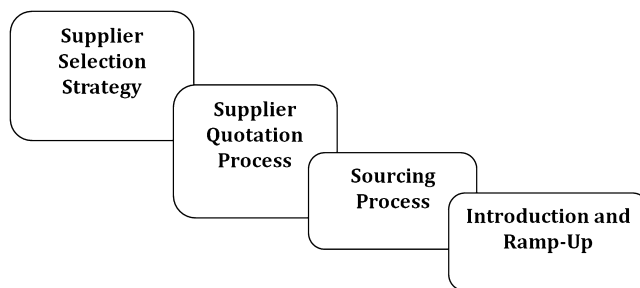 Supplier
Selection
Strategy
Supplier
Quotation
Process
Sourcing
Process
Introduction and
Ramp-Up